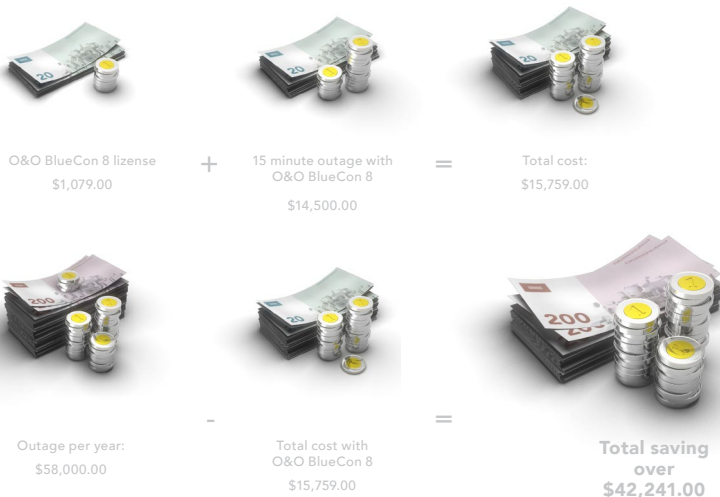 20
20
20
O&O BlueCon 8 lizense
$1,079.00
+
15 minute outage with
O&O BlueCon 8
$14,500.00
=
Total cost:
$15,759.00
200
20
200
Outage per year:
$58,000.00
-
Total cost with
O&O BlueCon 8
$15,759.00
=
Total saving
over
$42,241.00